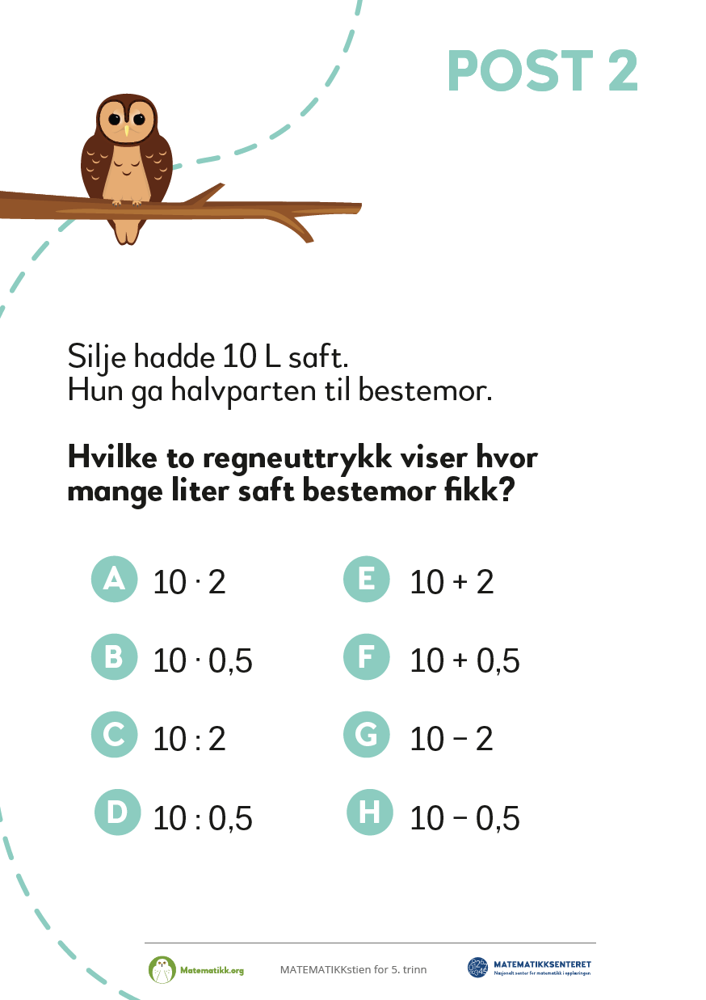 POST 2
Silje hadde 10 L saft.
Hun ga halvparten til bestemor.
Hvilke to regneuttrykk viser hvor
mange liter saft bestemor fikk?
A 10 · 2
B 10 · 0,5
C 10 : 2
D 10 : 0,5
E 10 + 2
F 10 + 0,5
G 10 − 2
H 10 − 0,5
Matematikk.org
MATEMATIKKstien for 5. trinn
MATEMATIKKSENTERET
Nasjonalt senter for matematikk i opplæringen